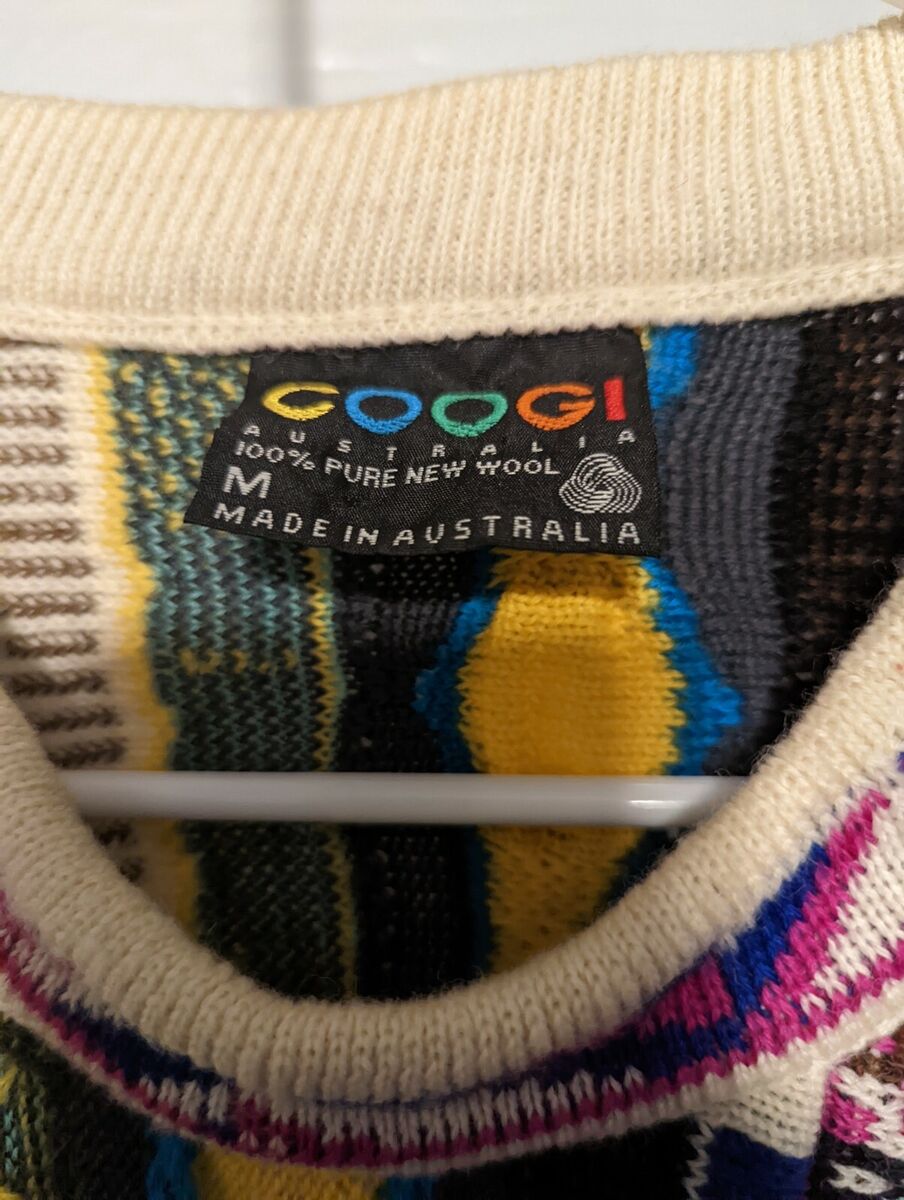 COOGI
AUSTRALIA
100% PURE NEW WOOL
M
MADE IN AUSTRALIA